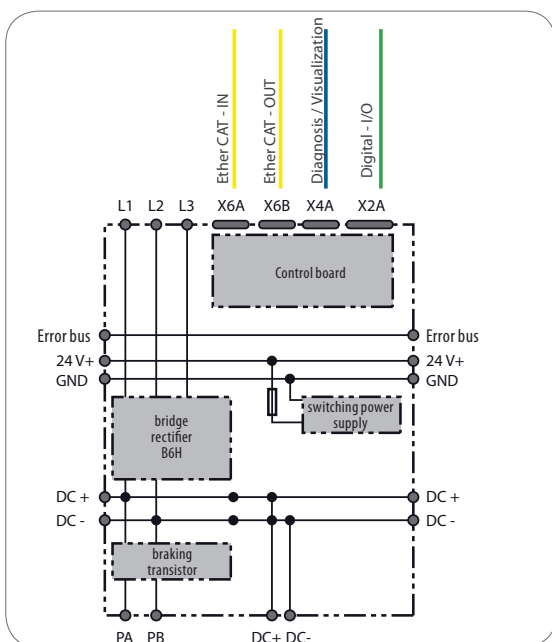 Ether CAT - IN
Ether CAT - OUT
Diagnosis / Visualization
Digital - I/O
L1 L2 L3 X6A X6B X4A X2A
Control board
Error bus Error bus
24 V+ 24 V+
GND GND
switching power
supply
bridge
rectifier
B6H
DC + DC +
DC - DC -
braking
transistor
PA PB DC+ DC-